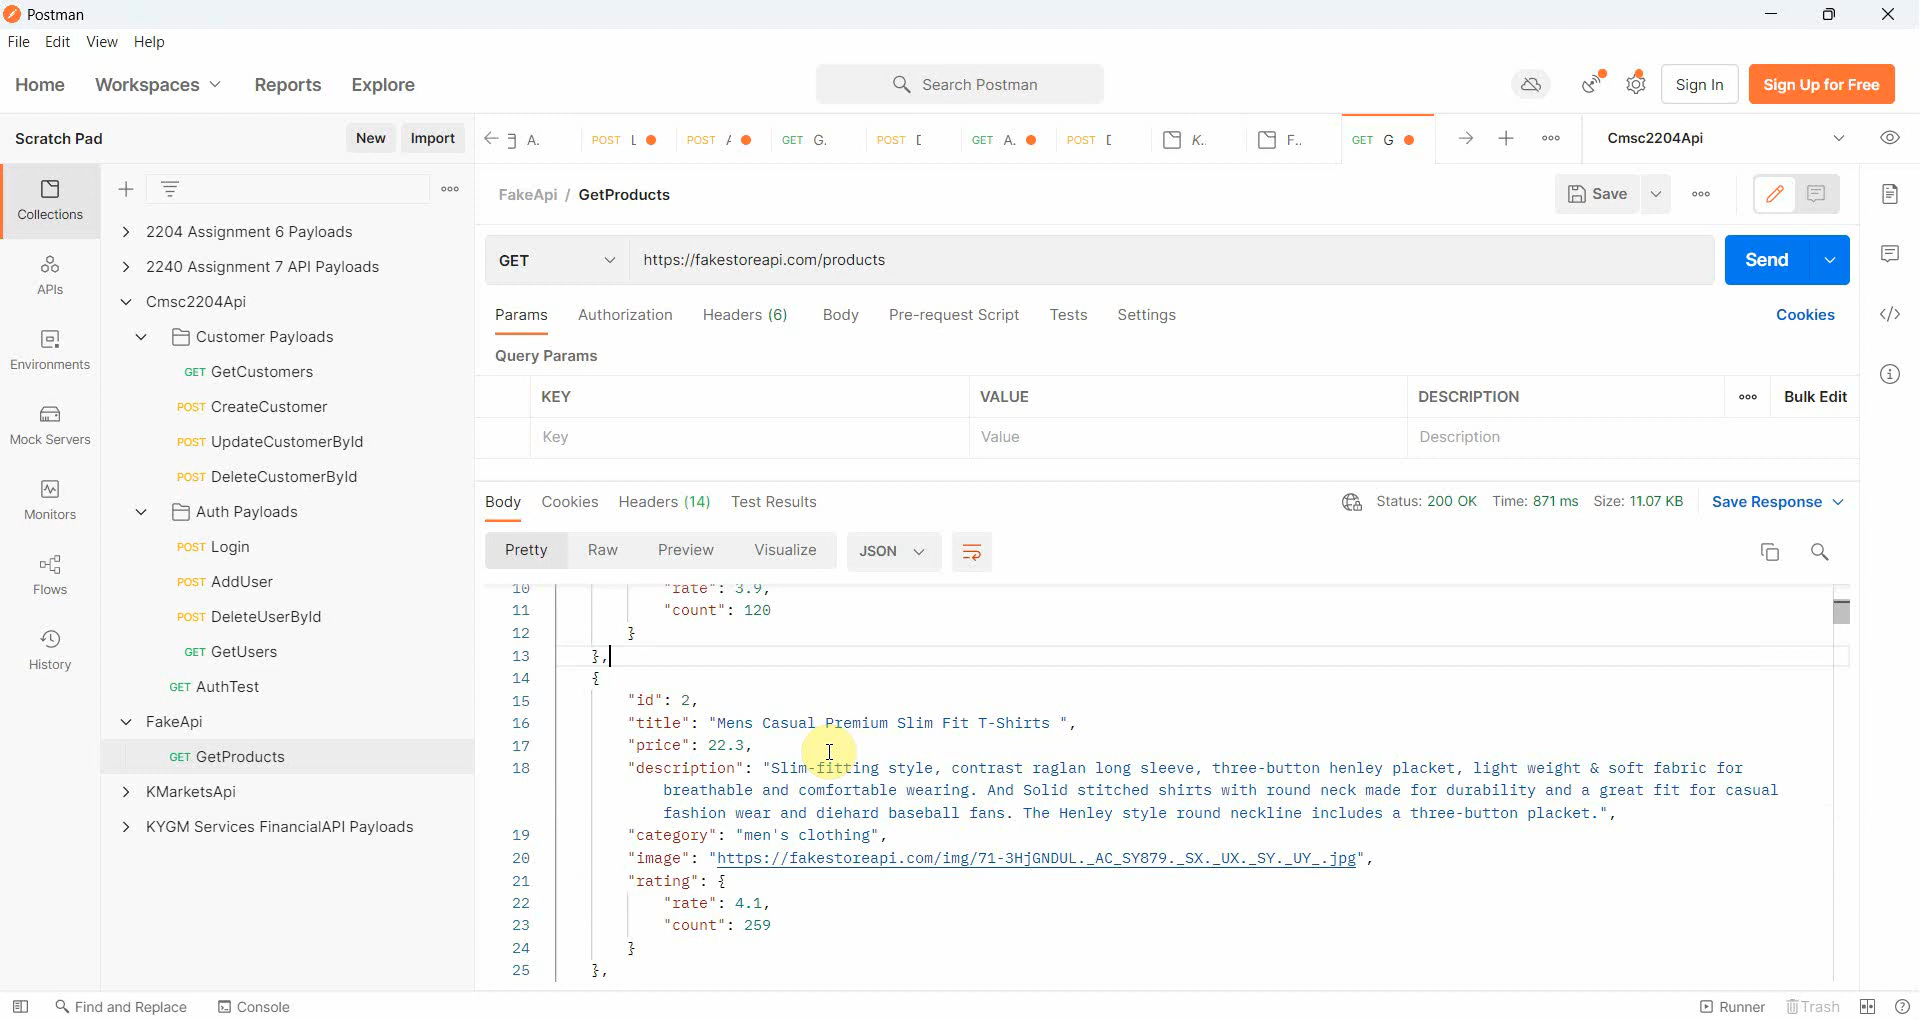 Postman
File Edit View Help
Home Workspaces Reports Explore Search Postman Sign In Sign Up for Free
Scratch Pad New Import A. POST L POST A GET G. POST GET A. POST K. F. GET G Cmsc2204Api
Collections
APIs
Environments
Mock Servers
Monitors
Flows
History
2204 Assignment 6 Payloads
2240 Assignment 7 API Payloads
Cmsc2204Api
Customer Payloads
GET GetCustomers
POST CreateCustomer
POST UpdateCustomerById
POST DeleteCustomerById
Auth Payloads
POST Login
POST AddUser
POST DeleteUserById
GET GetUsers
GET AuthTest
FakeApi
GET GetProducts
KMarketsApi
KYGM Services FinancialAPI Payloads
FakeApi / GetProducts Save
GET https://fakestoreapi.com/products Send
Params Authorization Headers (6) Body Pre-request Script Tests Settings Cookies
Query Params
KEY VALUE DESCRIPTION Bulk Edit
Key Value Description
Body Cookies Headers (14) Test Results Status: 200 OK Time: 871 ms Size: 11.07 KB Save Response
Pretty Raw Preview Visualize JSON
10 "rate": 3.9,
11 "count": 120
12 }
13 },
14 {
15 "id": 2,
16 "title": "Mens Casual Premium Slim Fit T-Shirts ",
17 "price": 22.3,
18 "description": "Slim-fitting style, contrast raglan long sleeve, three-button henley placket, light weight & soft fabric for
breathable and comfortable wearing. And Solid stitched shirts with round neck made for durability and a great fit for casual
fashion wear and diehard baseball fans. The Henley style round neckline includes a three-button placket.",
19 "category": "men's clothing",
20 "image": "https://fakestoreapi.com/img/71-3HjGNDUL._AC_SY879._SX._UX._SY._UY_.jpg",
21 "rating": {
22 "rate": 4.1,
23 "count": 259
24 }
25 },
Find and Replace Console Runner Trash